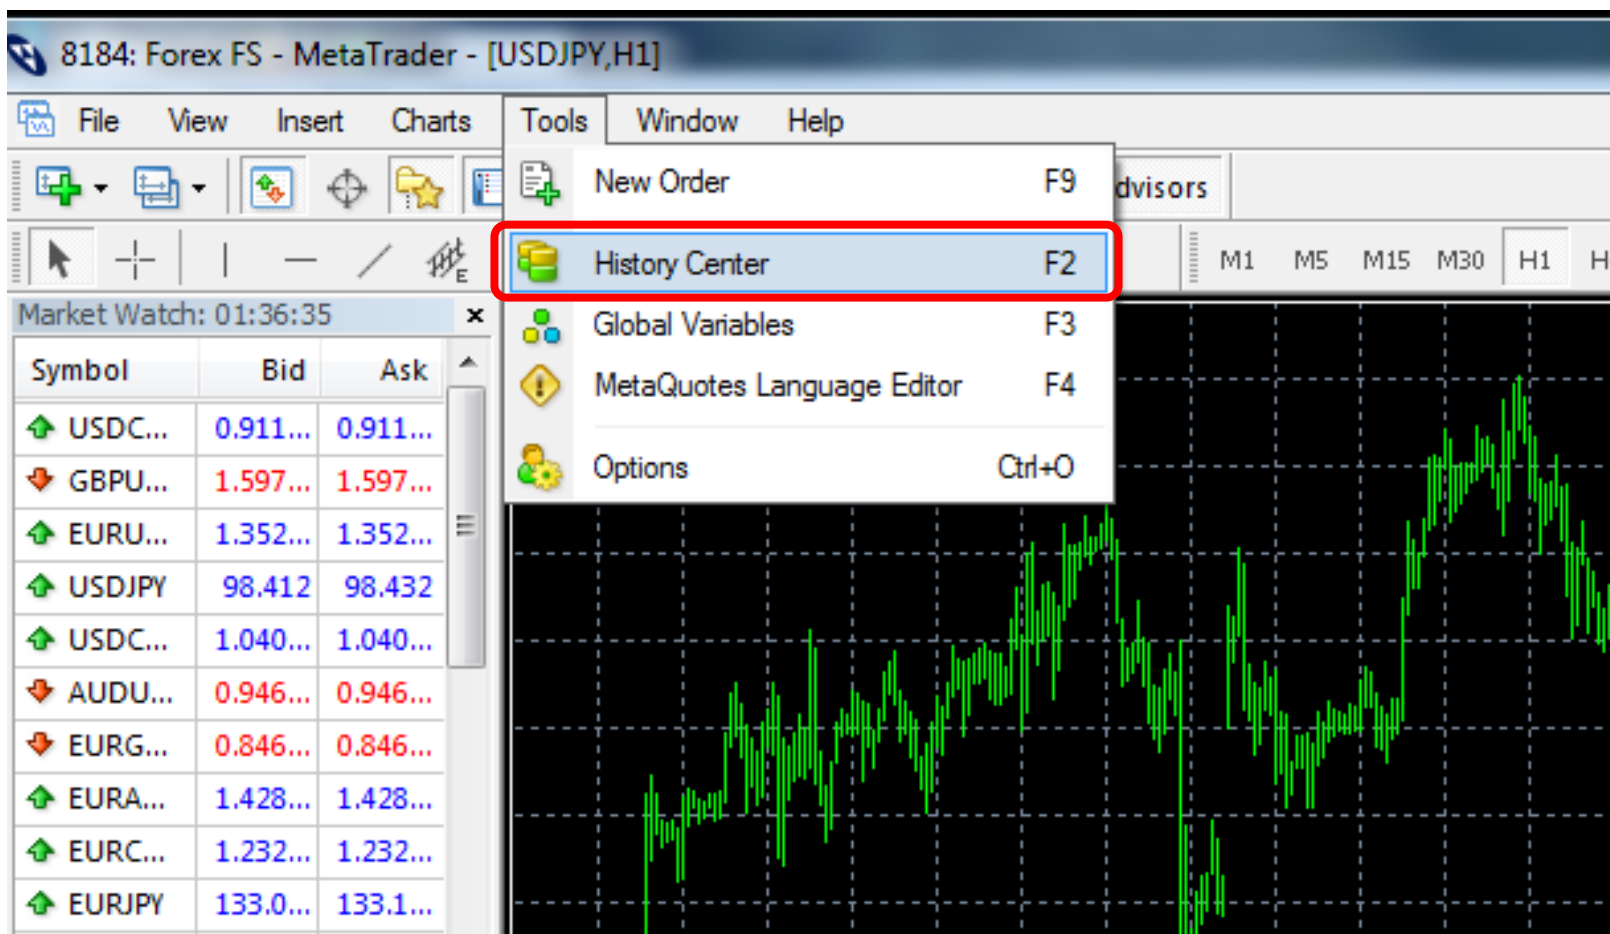 8184: Forex FS - MetaTrader - [USDJPY,H1]
File View Insert Charts Tools Window Help
New Order F9
dvisors
History Center F2
M1 M5 M15 M30 H1 H
E
Global Variables F3
MetaQuotes Language Editor F4
Options Ctrl+O
Market Watch: 01:36:35
Symbol Bid Ask
USDC... 0.911... 0.911...
GBPU... 1.597... 1.597...
EURU... 1.352... 1.352...
USDJPY 98.412 98.432
USDC... 1.040... 1.040...
AUDU... 0.946... 0.946...
EURG... 0.846... 0.846...
EURA... 1.428... 1.428...
EURC... 1.232... 1.232...
EURJPY 133.0... 133.1...